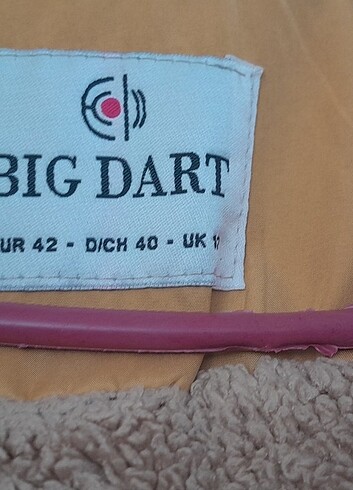 BIG DART
UR 42 - D/CH 40 - UK